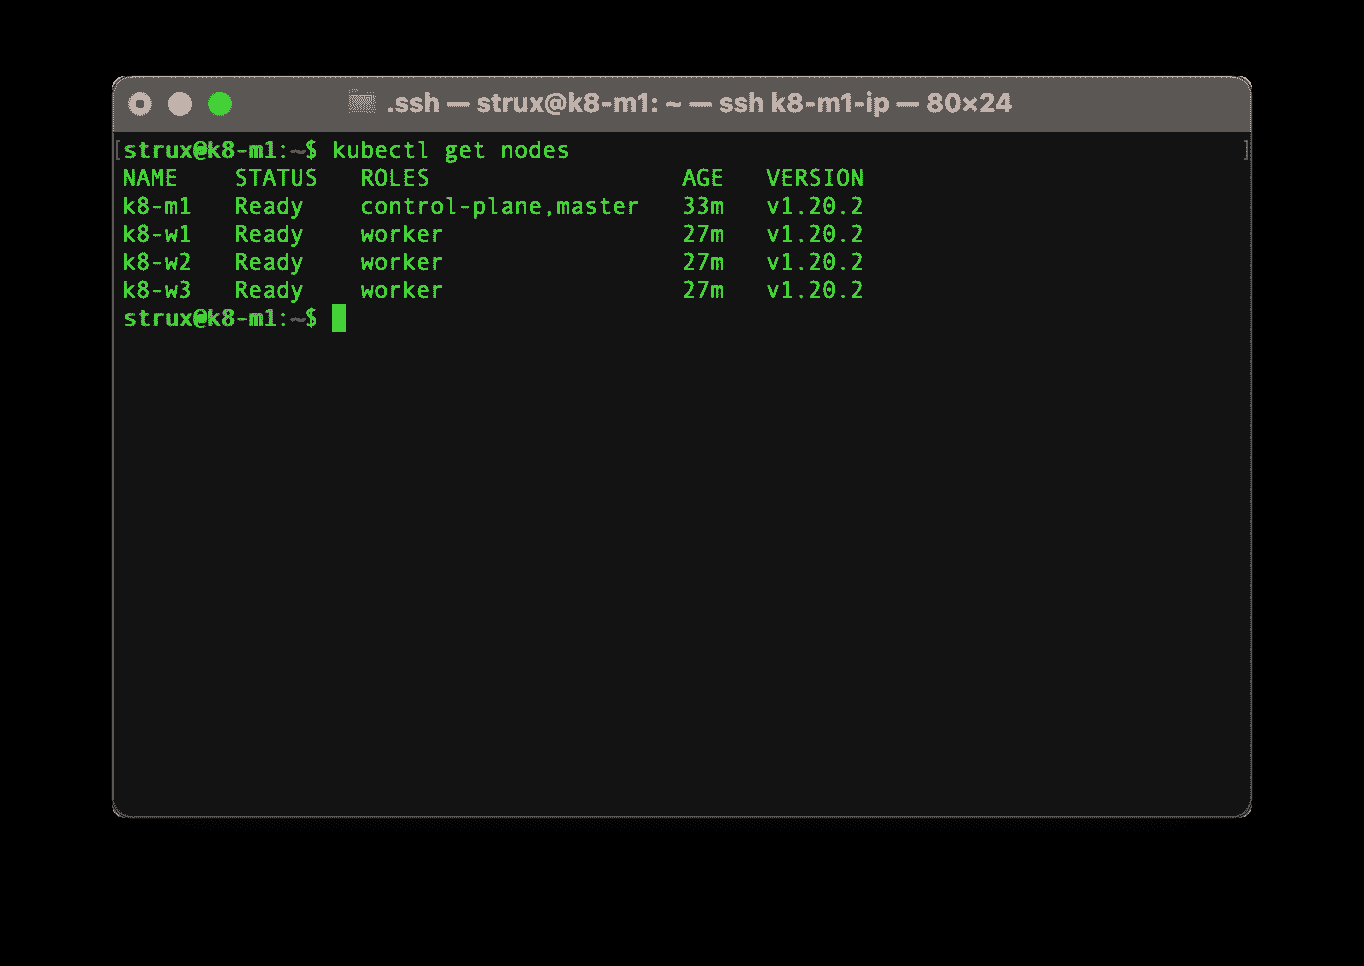 .ssh — strux@k8-m1: ~ — ssh k8-m1-ip — 80×24
[strux@k8-m1:~$ kubectl get nodes ]
NAME STATUS ROLES AGE VERSION
k8-m1 Ready control-plane,master 33m v1.20.2
k8-w1 Ready worker 27m v1.20.2
k8-w2 Ready worker 27m v1.20.2
k8-w3 Ready worker 27m v1.20.2
strux@k8-m1:~$